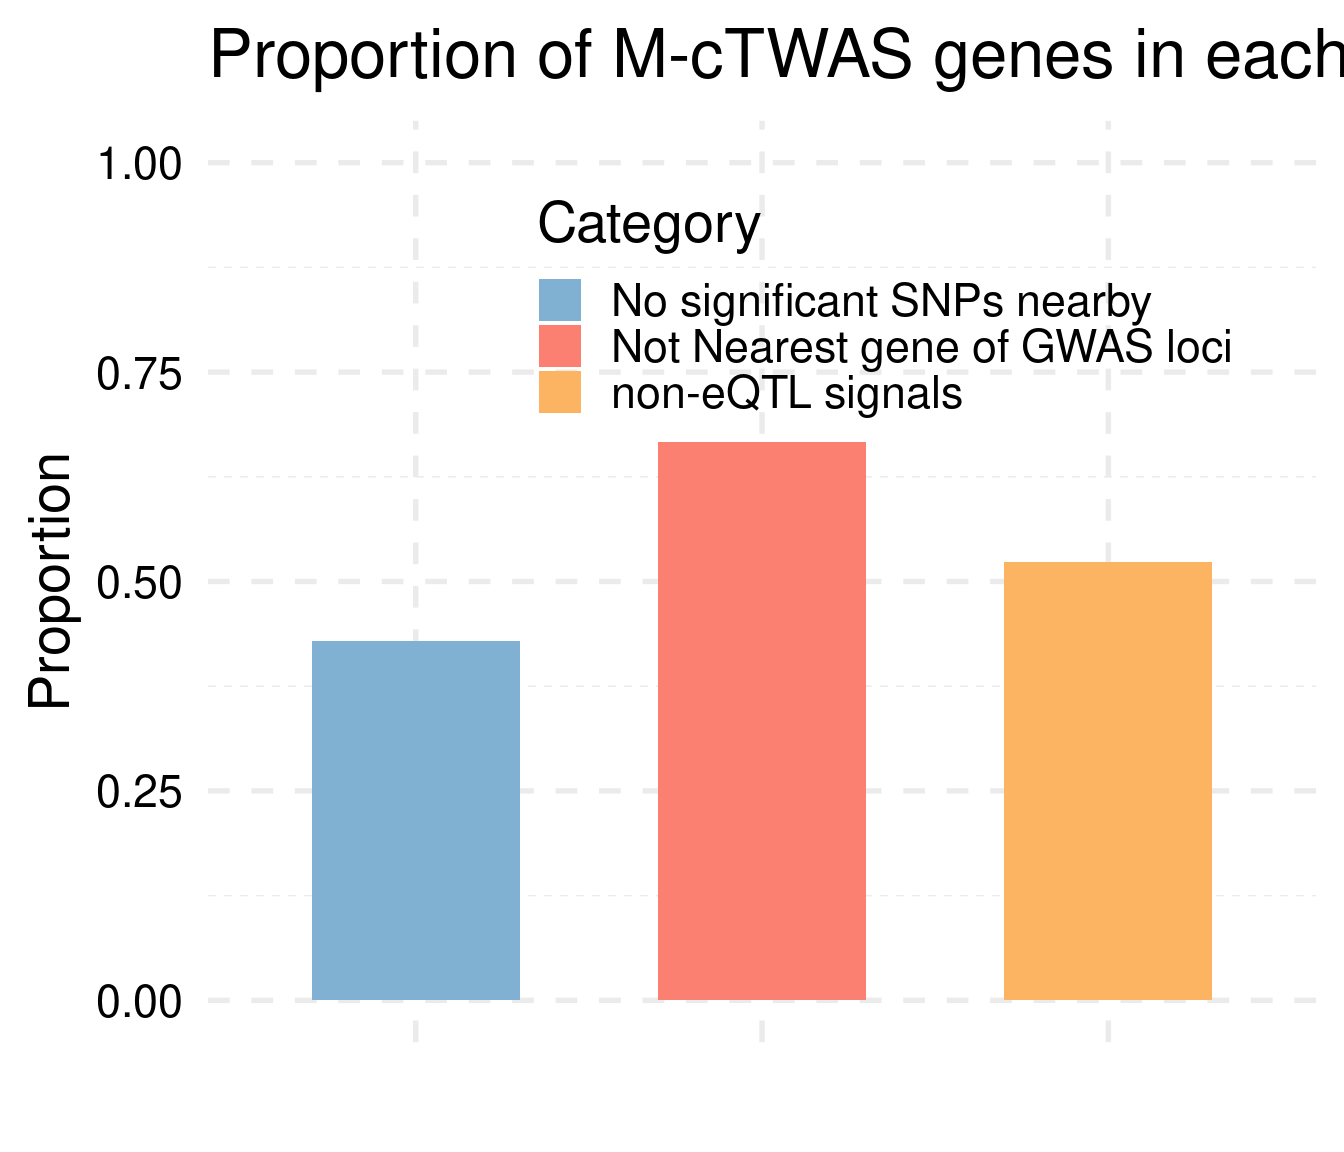 Proportion of M-cTWAS genes in each
1.00
Category
No significant SNPs nearby
Not Nearest gene of GWAS loci
non-eQTL signals
0.75
0.50
0.25
0.00
Proportion